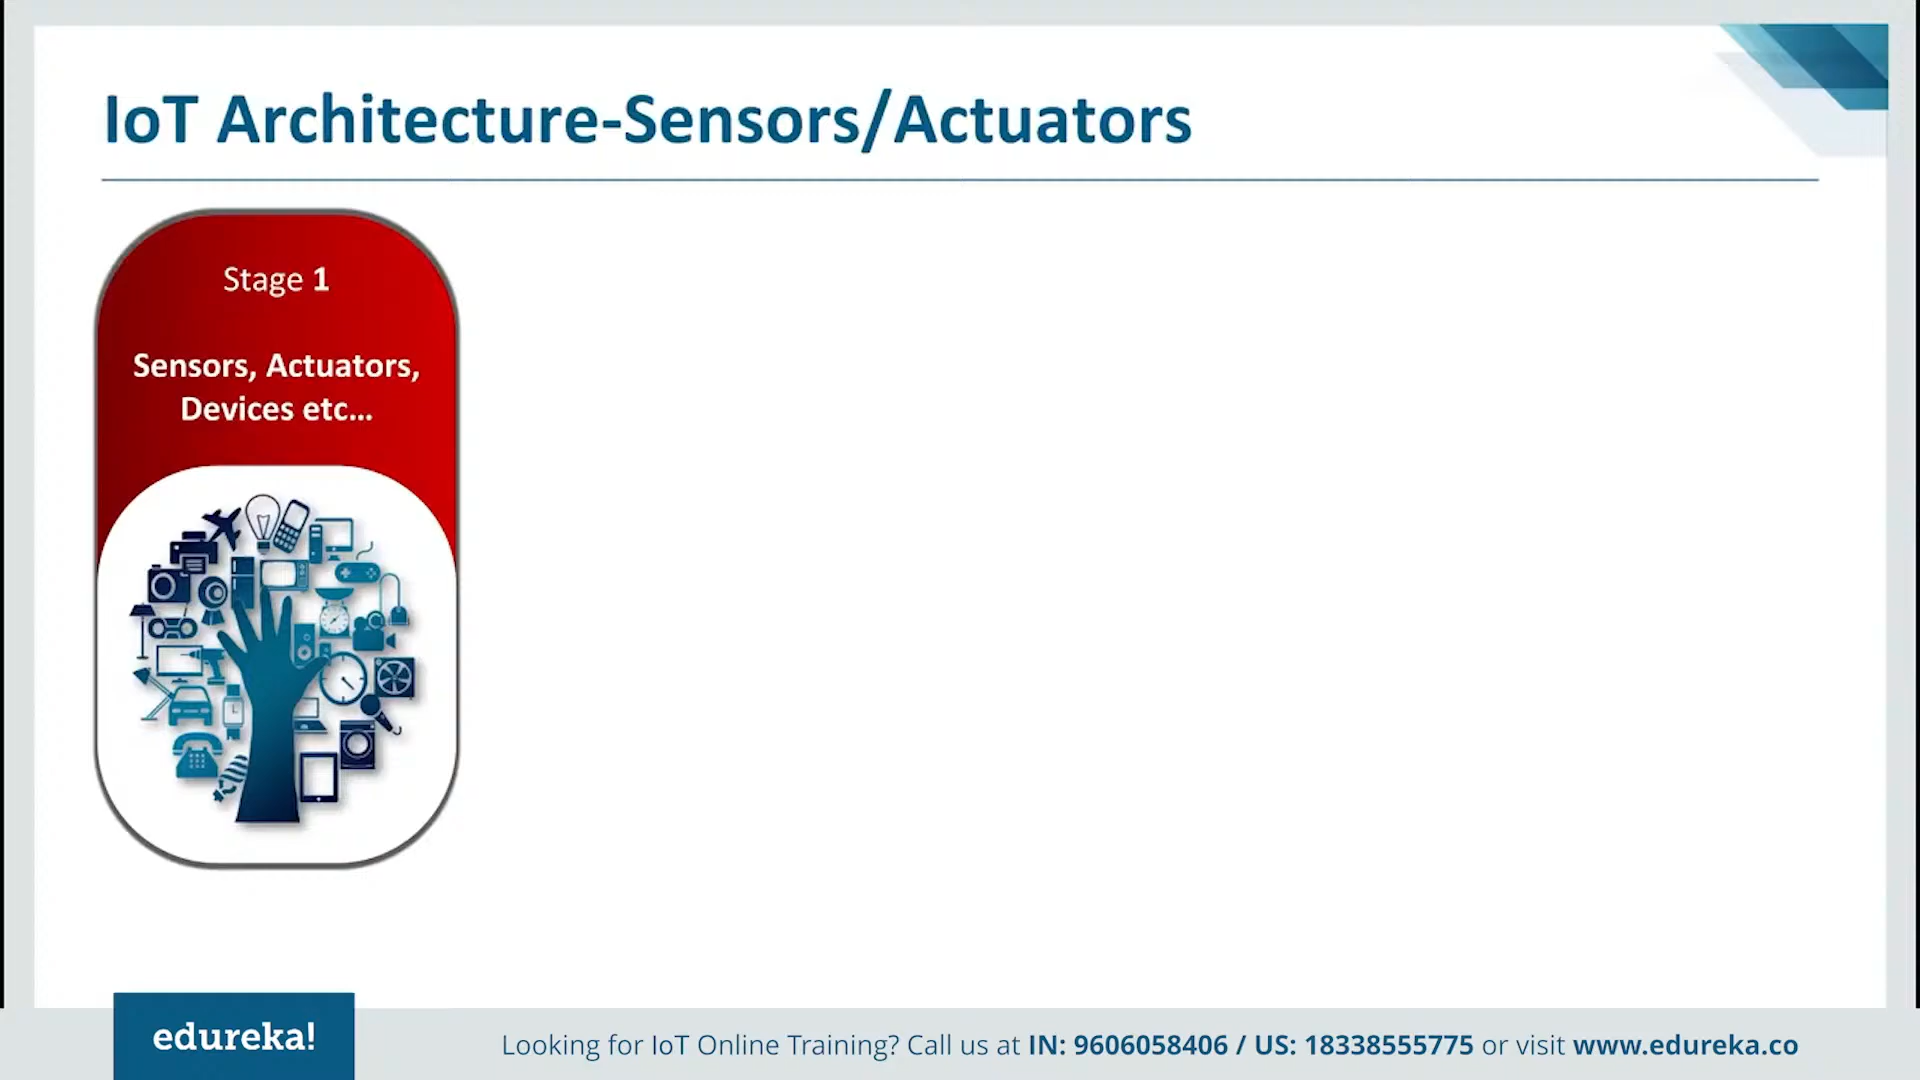 IoT Architecture-Sensors/Actuators
Stage 1
Sensors, Actuators,
Devices etc...
edureka!
Looking for IoT Online Training? Call us at IN: 9606058406 / US: 18338555775 or visit www.edureka.co